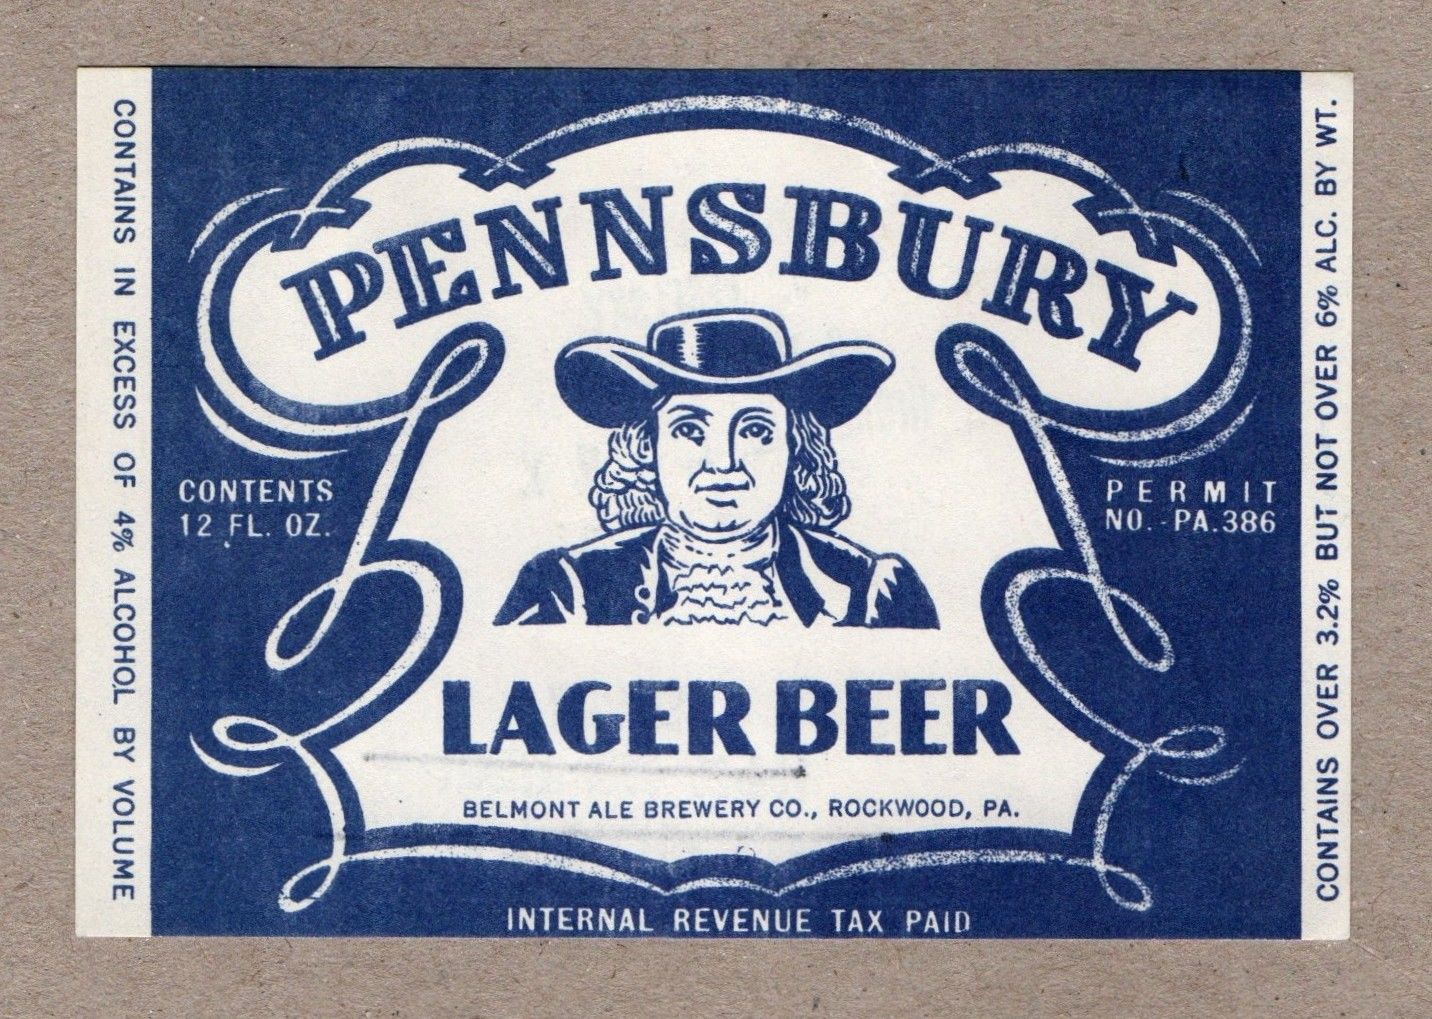 PENNSBURY
CONTENTS
12 FL. OZ.
PERMIT
NO.-PA.386
LAGER BEER
BELMONT ALE BREWERY CO., ROCKWOOD, PA.
INTERNAL REVENUE TAX PAID
CONTAINS IN EXCESS OF 4% ALCOHOL BY VOLUME
CONTAINS OVER 3.2% BUT NOT OVER 6% ALC. BY WT.